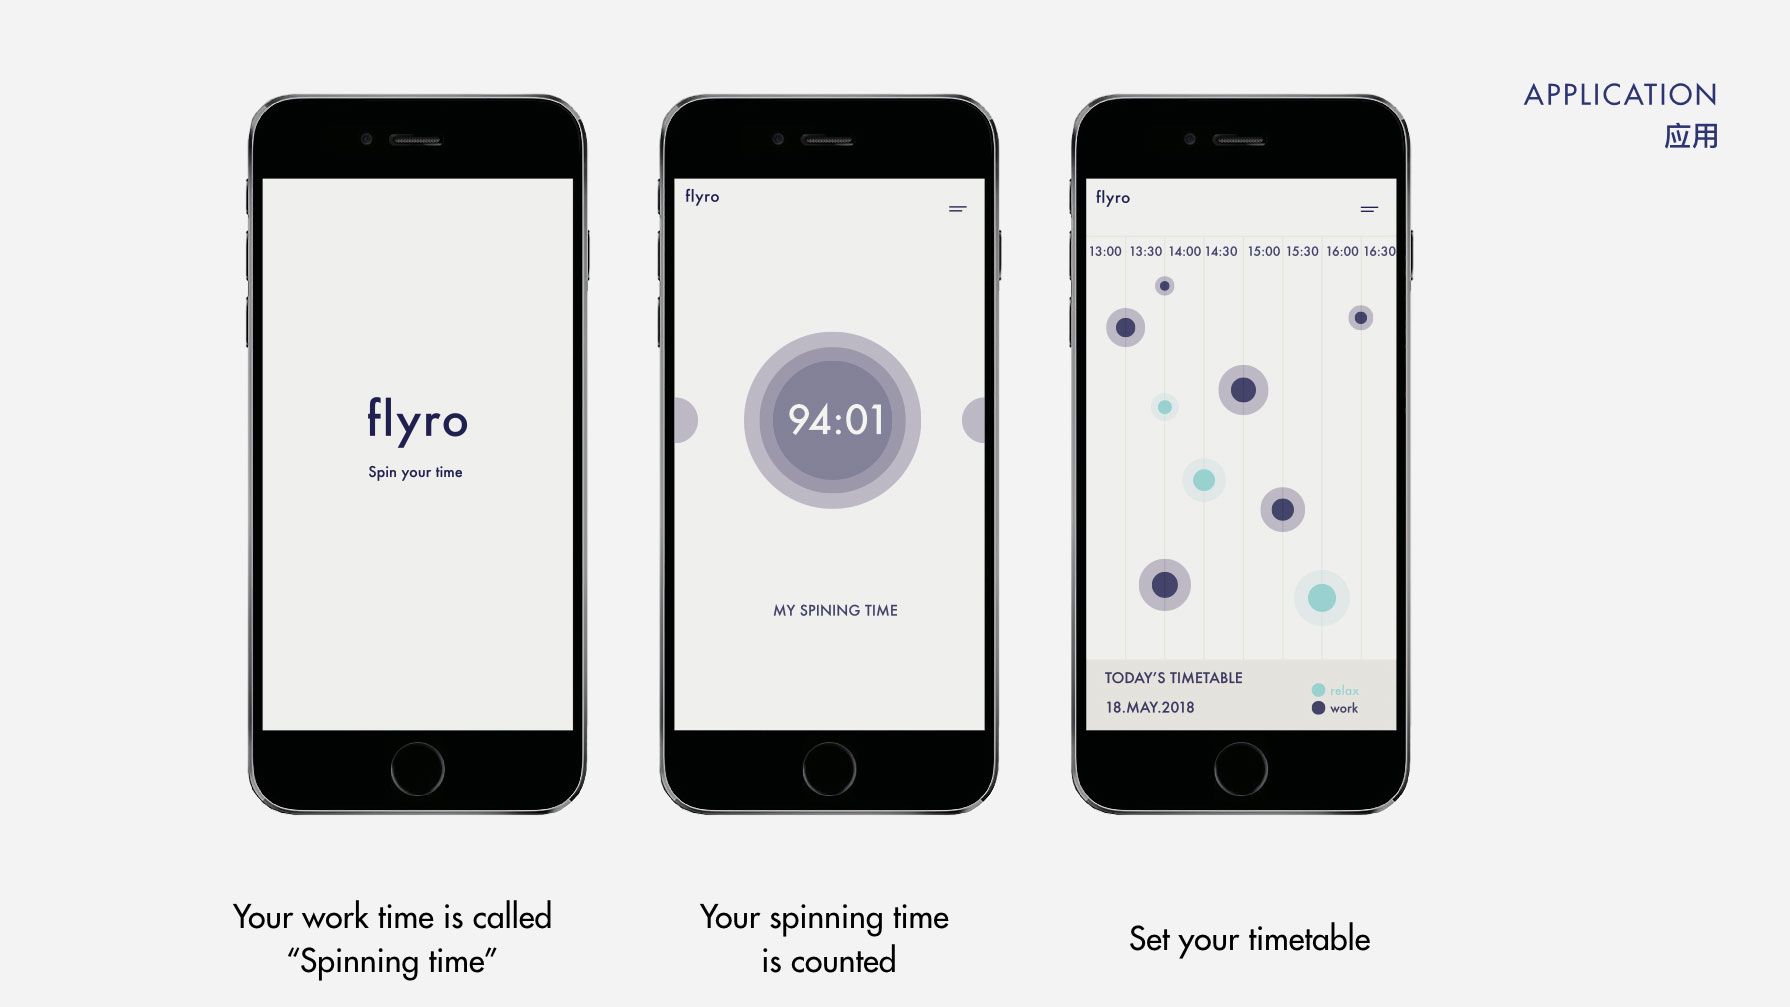 APPLICATION
应用
flyro
Spin your time
flyro
94:01
MY SPINING TIME
flyro
13:00 13:30 14:00 14:30 15:00 15:30 16:00 16:30
TODAY’S TIMETABLE
18.MAY.2018
relax
work
Your work time is called
“Spinning time”
Your spinning time
is counted
Set your timetable